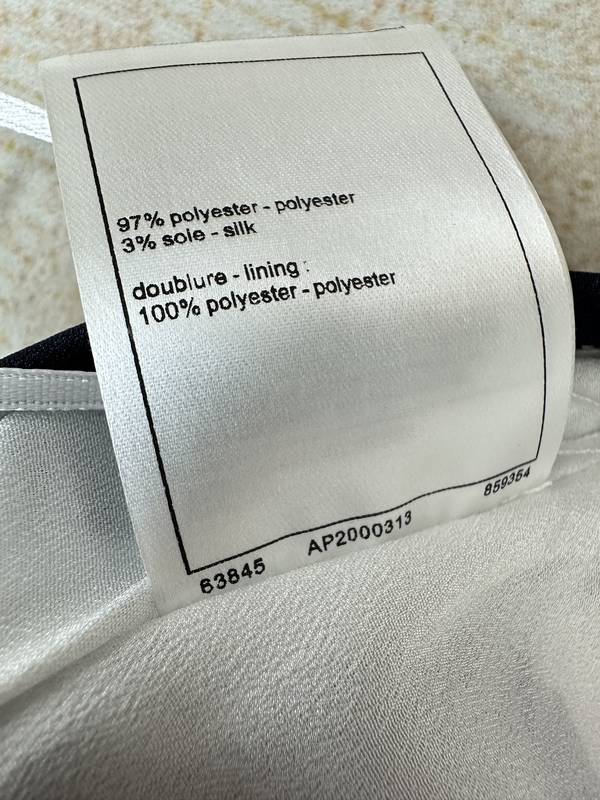 97% polyester - polyester
3% soie - silk
doublure - lining :
100% polyester - polyester
63845 AP2000313 859354